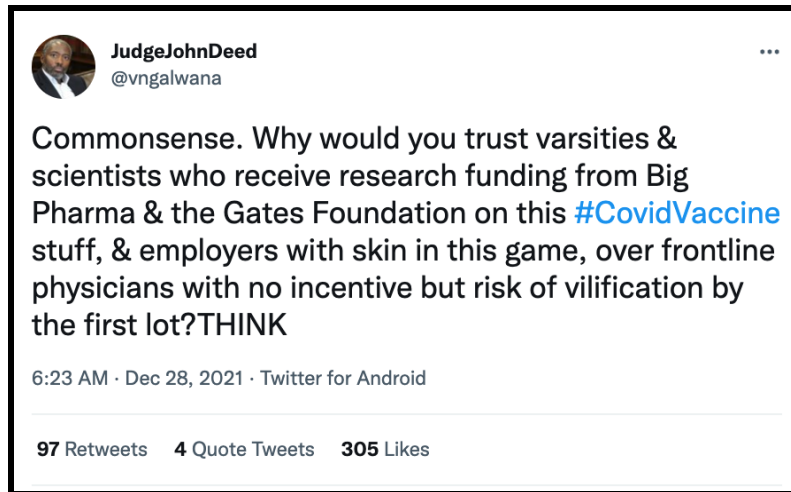 JudgeJohnDeed
@vngalwana
Commonsense. Why would you trust varsities &
scientists who receive research funding from Big
Pharma & the Gates Foundation on this #CovidVaccine
stuff, & employers with skin in this game, over frontline
physicians with no incentive but risk of vilification by
the first lot?THINK
6:23 AM · Dec 28, 2021 · Twitter for Android
97 Retweets 4 Quote Tweets 305 Likes